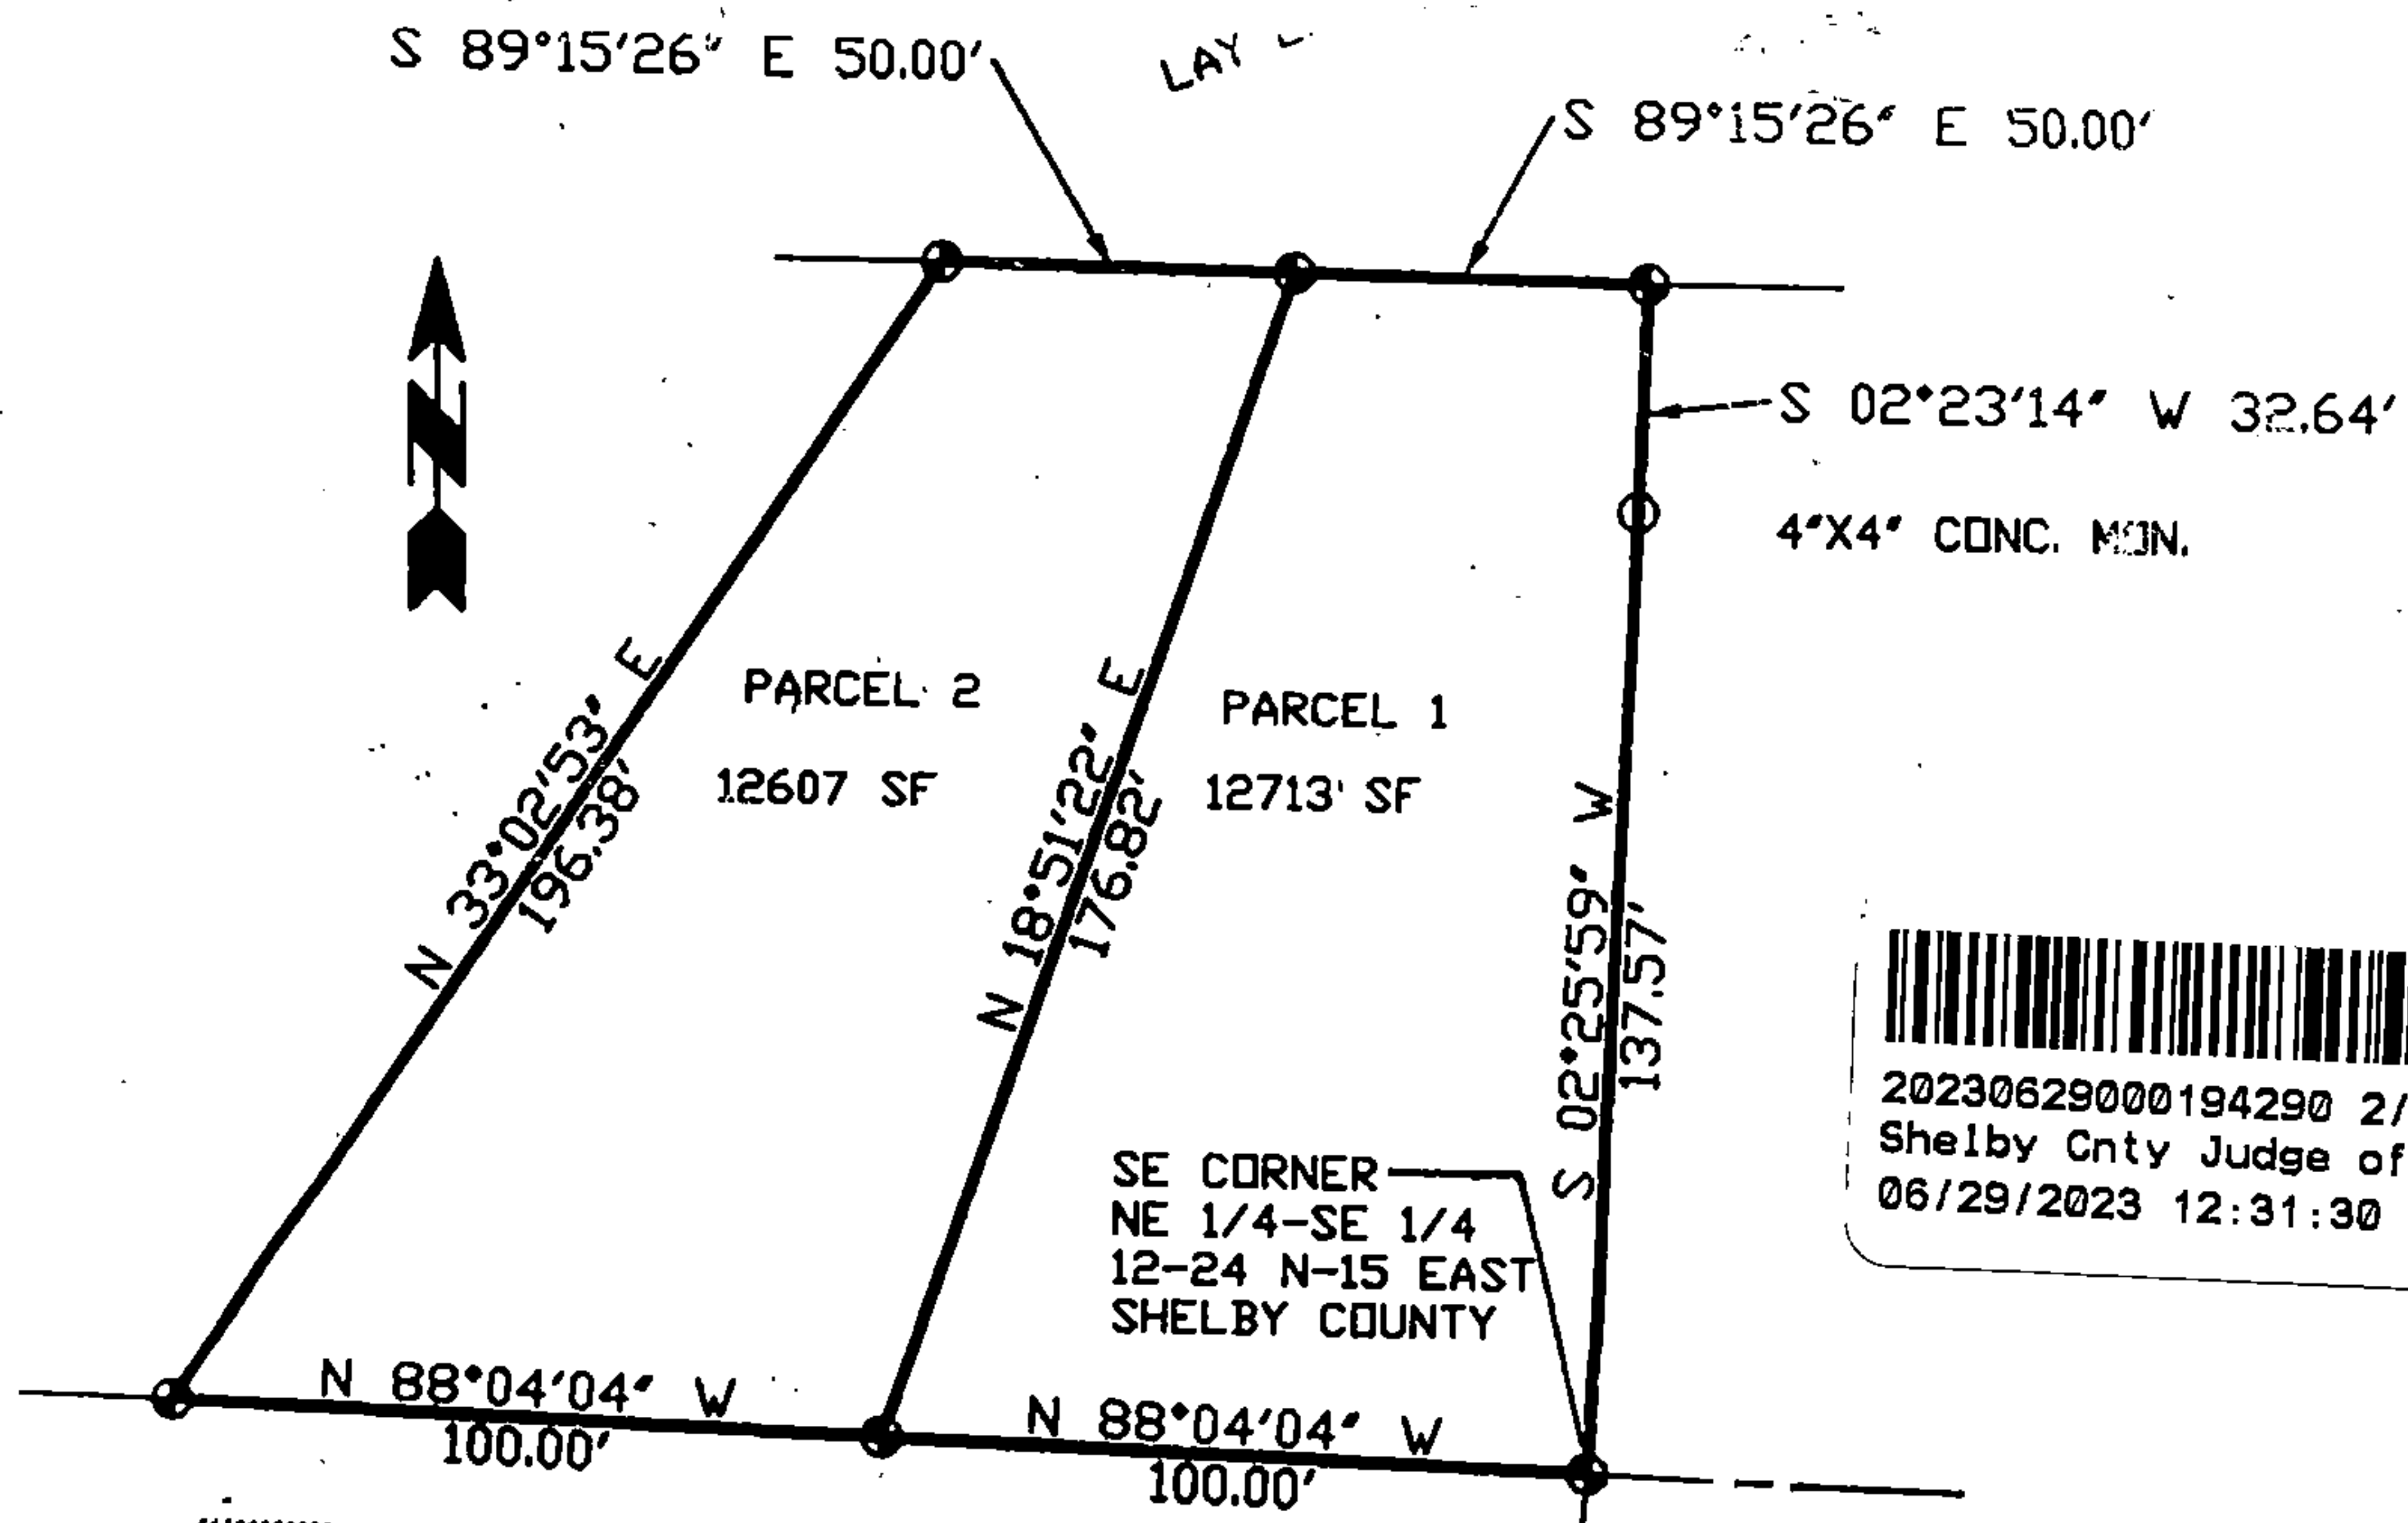 S 89°15'26" E 50.00'
LAY
S 89°15'26" E 50.00'
N
S 02°23'14" W 32.64'
4"X4" CONC. MON.
PARCEL 2
12607 SF
PARCEL 1
12713 SF
N 33°02'53" E
196.38'
N 18°51'22" E
176.82'
S 02°25'59" W
137.57'
SE CORNER
NE 1/4-SE 1/4
12-24 N-15 EAST
SHELBY COUNTY
20230629000194290 2/
Shelby Cnty Judge of
06/29/2023 12:31:30
N 88°04'04" W
100.00'
N 88°04'04" W
100.00'